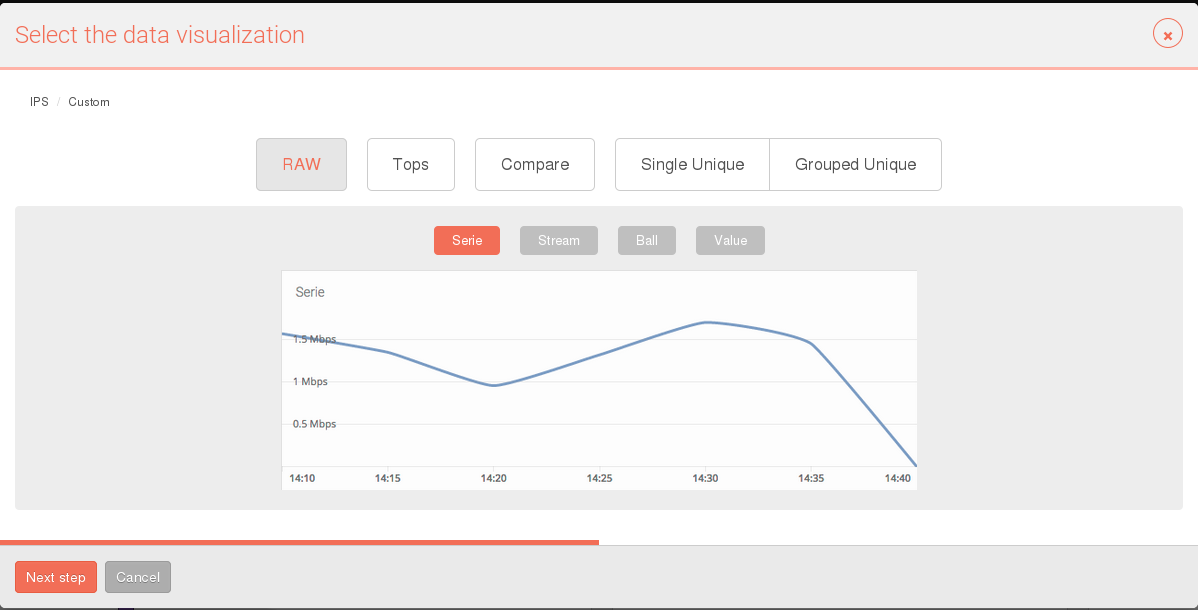 Select the data visualization
IPS / Custom
RAW Tops Compare Single Unique Grouped Unique
Serie Stream Ball Value
Serie
1.5 Mbps
1 Mbps
0.5 Mbps
14:10 14:15 14:20 14:25 14:30 14:35 14:40
Next step Cancel